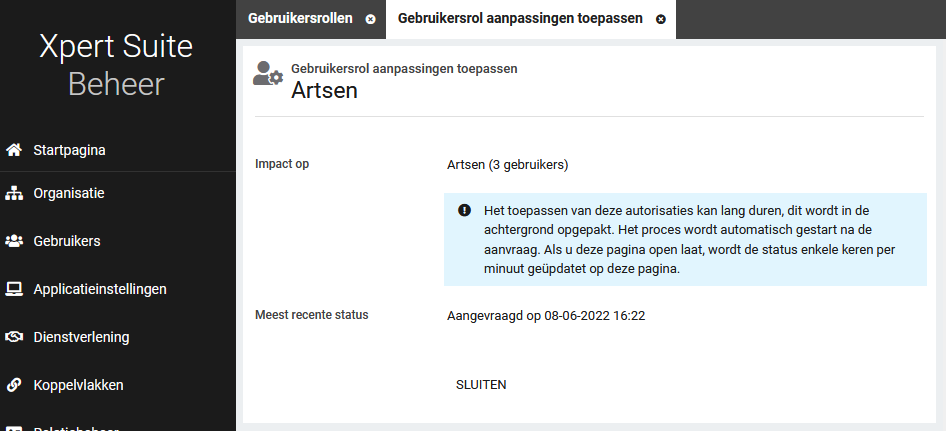 Xpert Suite
Beheer
Startpagina
Organisatie
Gebruikers
Applicatieinstellingen
Dienstverlening
Koppelvlakken
Relatiebeheer
Gebruikersrollen
Gebruikersrol aanpassingen toepassen
Gebruikersrol aanpassingen toepassen
Artsen
Impact op
Artsen (3 gebruikers)
Het toepassen van deze autorisaties kan lang duren, dit wordt in de
achtergrond opgepakt. Het proces wordt automatisch gestart na de
aanvraag. Als u deze pagina open laat, wordt de status enkele keren per
minuut geüpdatet op deze pagina.
Meest recente status
Aangevraagd op 08-06-2022 16:22
SLUITEN